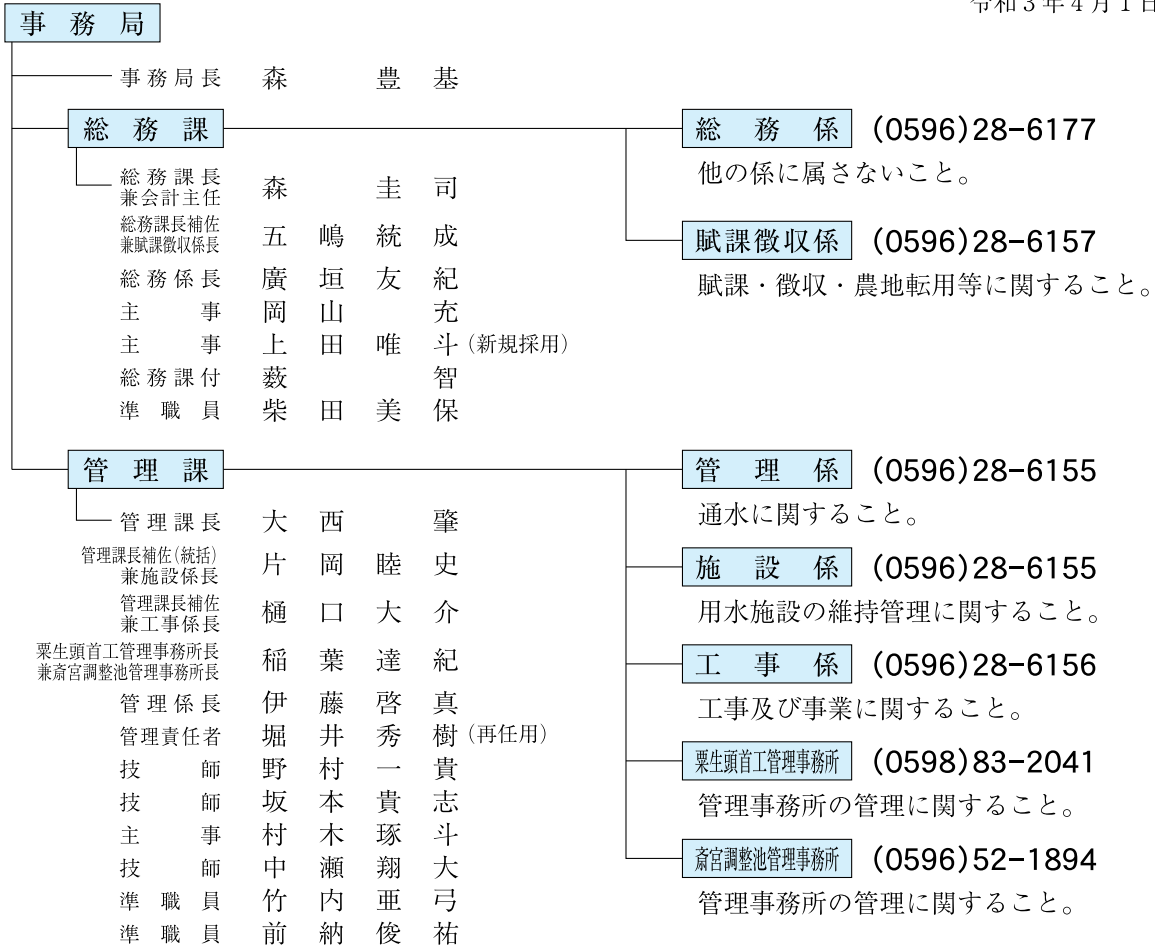 令和3年4月1日
事務局
事務局長 森 豊基
総務課
総務課長
兼会計主任 森 圭司
総務課長補佐
兼賦課徴収係長 五嶋統成
総務係長 廣垣友紀
主事 岡山 充
主事 上田唯斗(新規採用)
総務課付 薮 智
準職員 柴田美保
総務係 (0596)28-6177
他の係に属さないこと。
賦課徴収係 (0596)28-6157
賦課・徴収・農地転用等に関すること。
管理課
管理課長 大西 肇
管理課長補佐(統括)
兼施設係長 片岡睦史
管理課長補佐
兼工事係長 樋口大介
粟生頭首工管理事務所長
兼斎宮調整池管理事務所長 稲葉達紀
管理係長 伊藤啓真
管理責任者 堀井秀樹(再任用)
技師 野村一貴
技師 坂本貴志
主事 村木琢斗
技師 中瀬翔大
準職員 竹内亜弓
準職員 前納俊祐
管理係 (0596)28-6155
通水に関すること。
施設係 (0596)28-6155
用水施設の維持管理に関すること。
工事係 (0596)28-6156
工事及び事業に関すること。
粟生頭首工管理事務所 (0598)83-2041
管理事務所の管理に関すること。
斎宮調整池管理事務所 (0596)52-1894
管理事務所の管理に関すること。